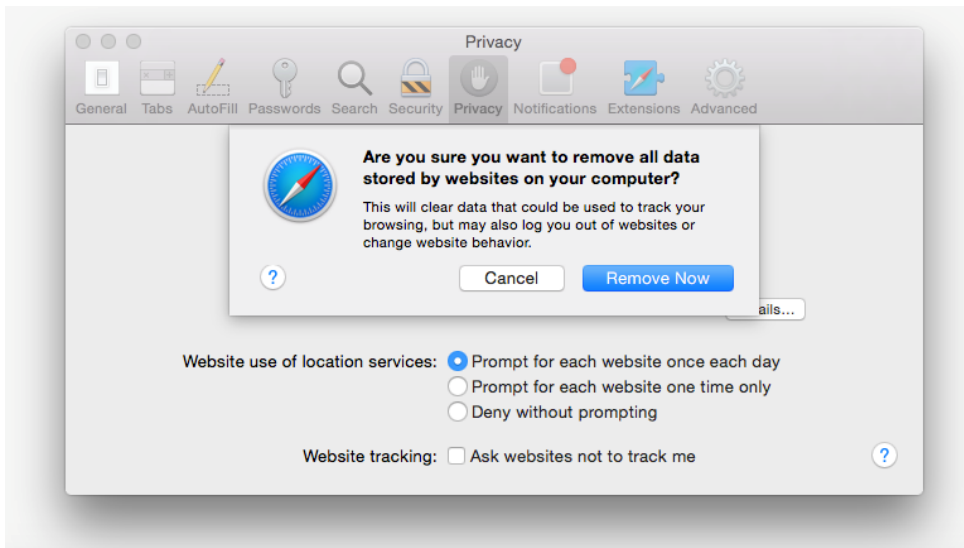 Privacy
General Tabs AutoFill Passwords Search Security Privacy Notifications Extensions Advanced
Are you sure you want to remove all data
stored by websites on your computer?
This will clear data that could be used to track your
browsing, but may also log you out of websites or
change website behavior.
? Cancel Remove Now
ails...
Website use of location services: Prompt for each website once each day
Prompt for each website one time only
Deny without prompting
Website tracking: Ask websites not to track me ?